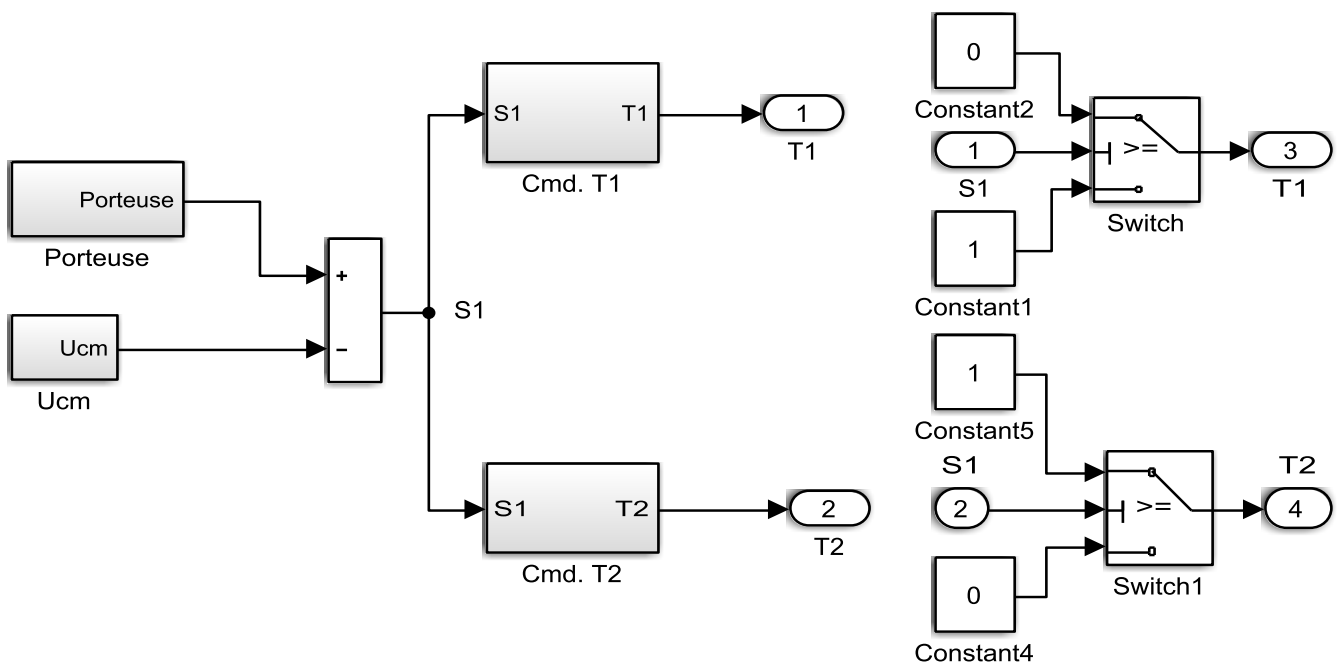 Porteuse
Porteuse
Ucm
Ucm
+
−
S1
S1 T1
Cmd. T1
1
T1
S1 T2
Cmd. T2
2
T2
0
Constant2
1
S1
1
Constant1
>=
Switch
3
T1
1
Constant5
S1
2
0
Constant4
>=
Switch1
T2
4